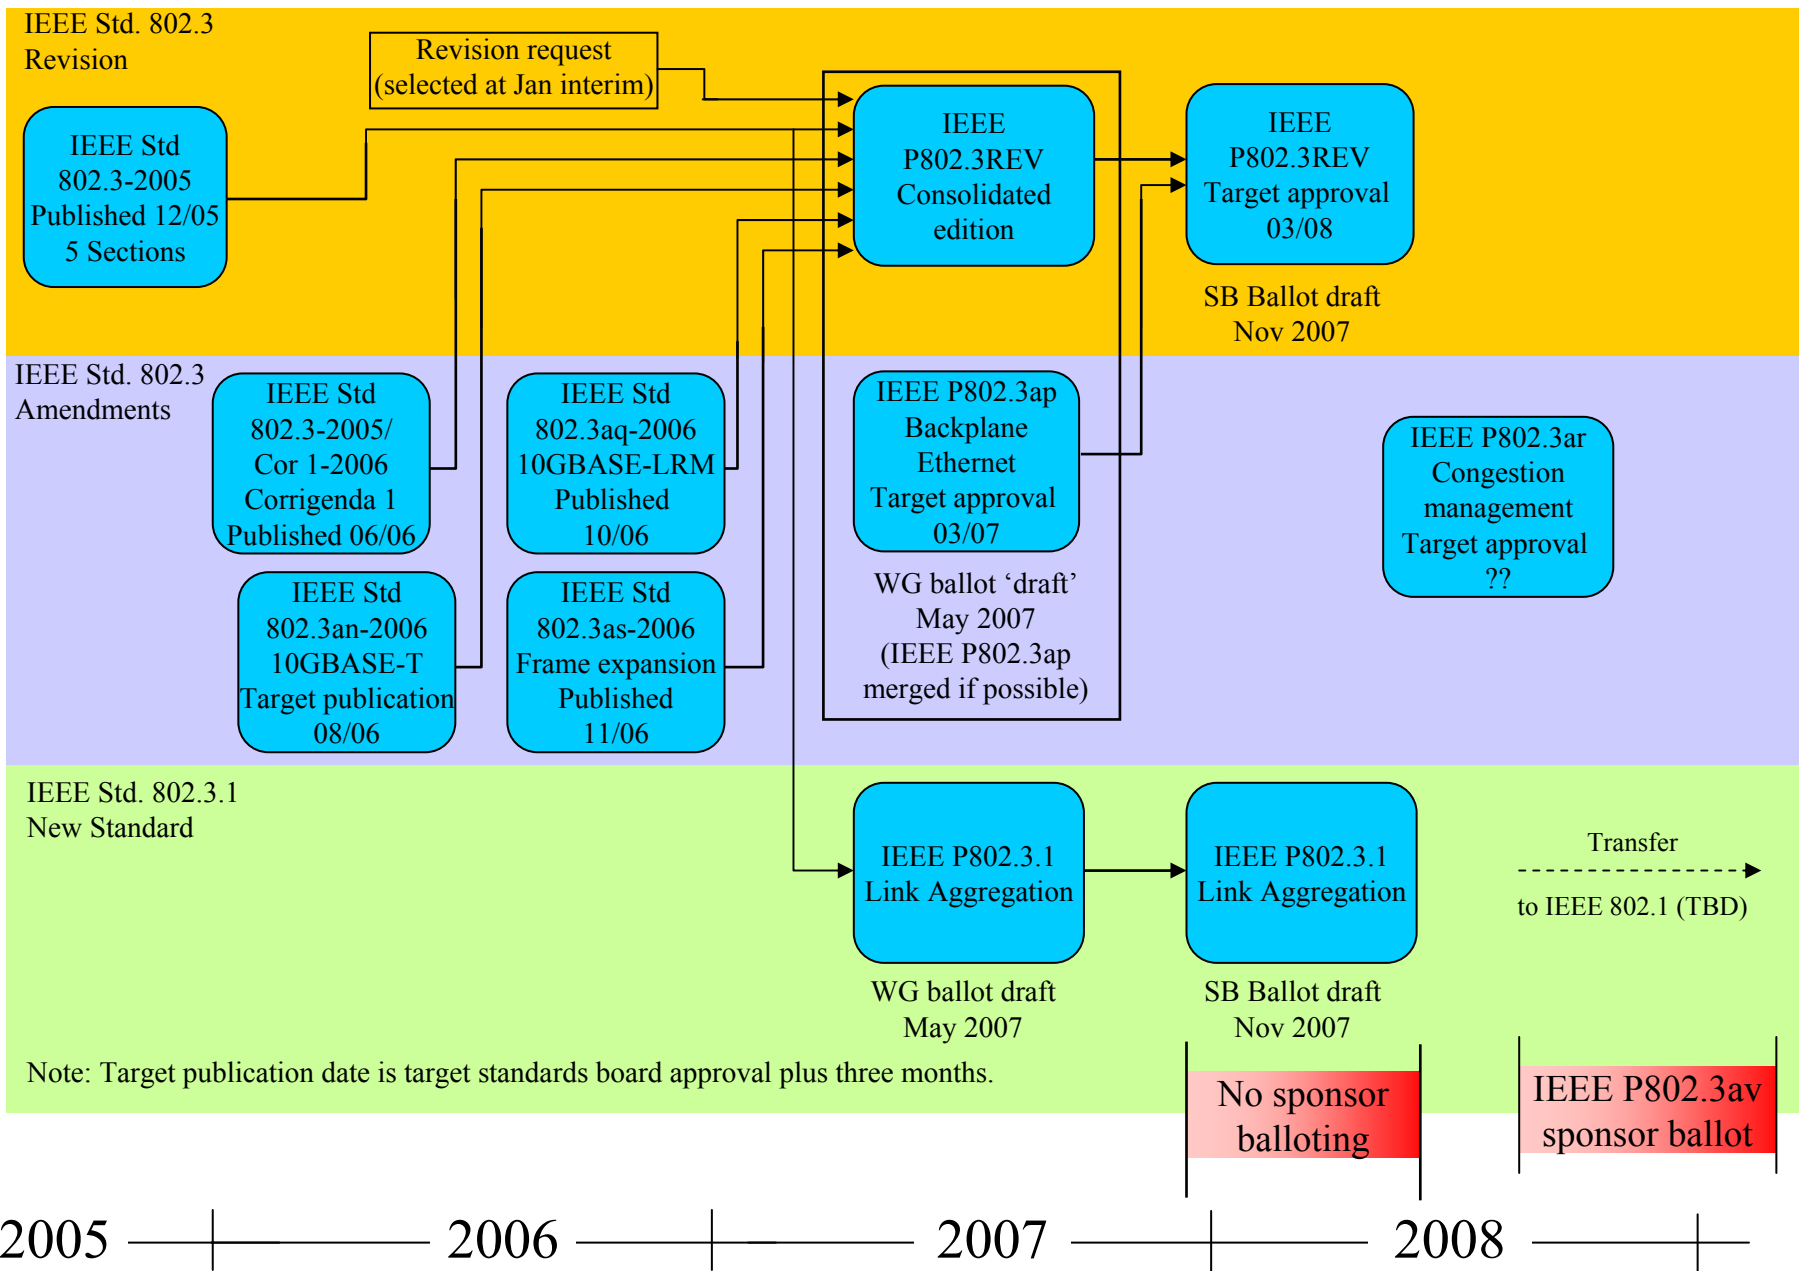 IEEE Std. 802.3
Revision
Revision request
(selected at Jan interim)
IEEE Std
802.3-2005
Published 12/05
5 Sections
IEEE
P802.3REV
Consolidated
edition
IEEE
P802.3REV
Target approval
03/08
SB Ballot draft
Nov 2007
IEEE Std. 802.3
Amendments
IEEE Std
802.3-2005/
Cor 1-2006
Corrigenda 1
Published 06/06
IEEE Std
802.3aq-2006
10GBASE-LRM
Published
10/06
IEEE P802.3ap
Backplane
Ethernet
Target approval
03/07
IEEE P802.3ar
Congestion
management
Target approval
??
IEEE Std
802.3an-2006
10GBASE-T
Target publication
08/06
IEEE Std
802.3as-2006
Frame expansion
Published
11/06
WG ballot ‘draft’
May 2007
(IEEE P802.3ap
merged if possible)
IEEE Std. 802.3.1
New Standard
IEEE P802.3.1
Link Aggregation
IEEE P802.3.1
Link Aggregation
Transfer
to IEEE 802.1 (TBD)
WG ballot draft
May 2007
SB Ballot draft
Nov 2007
Note: Target publication date is target standards board approval plus three months.
No sponsor
balloting
IEEE P802.3av
sponsor ballot
2005
2006
2007
2008